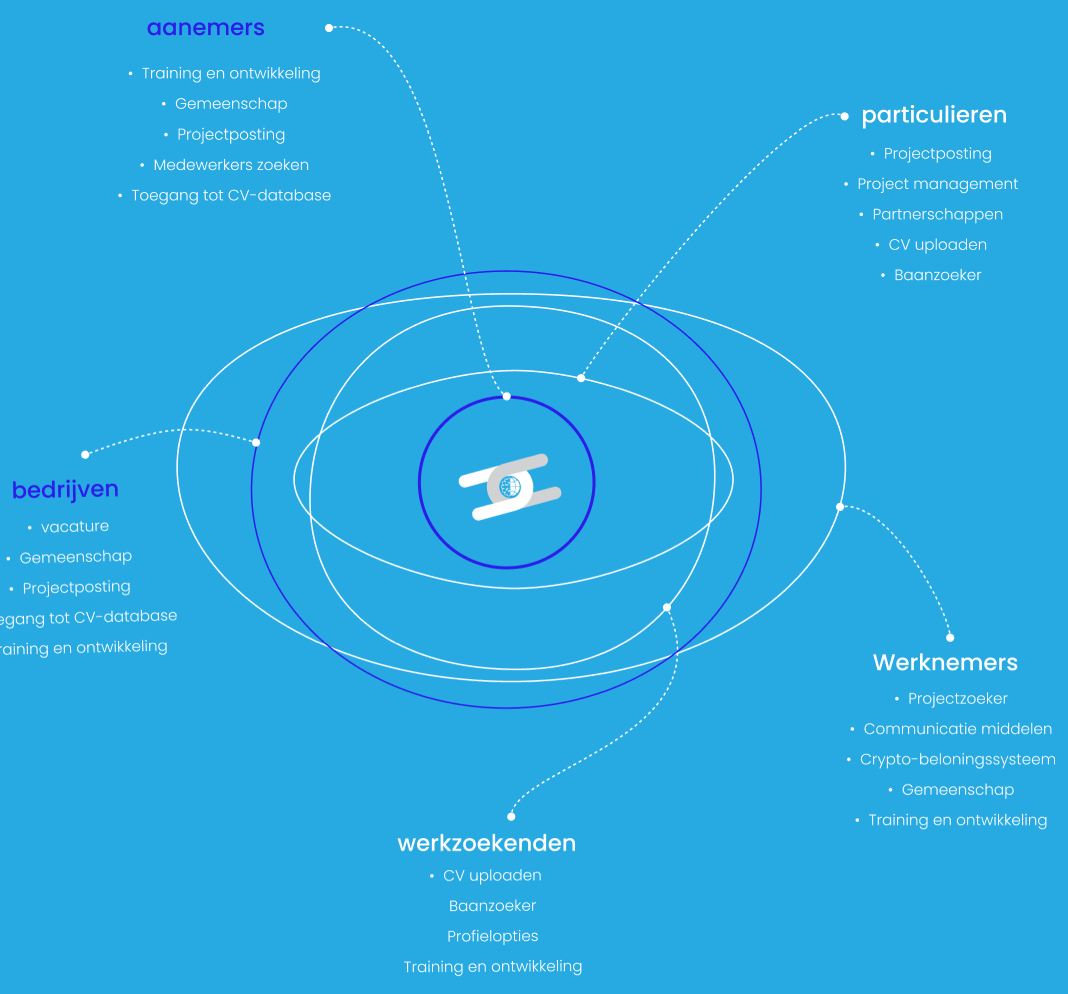 aanemers
• Training en ontwikkeling
• Gemeenschap
• Projectposting
• Medewerkers zoeken
• Toegang tot CV-database
particulieren
• Projectposting
• Project management
• Partnerschappen
• CV uploaden
• Baanzoeker
bedrijven
• vacature
• Gemeenschap
• Projectposting
egang tot CV-database
raining en ontwikkeling
Werknemers
• Projectzoeker
• Communicatie middelen
• Crypto-beloningssysteem
• Gemeenschap
• Training en ontwikkeling
werkzoekenden
• CV uploaden
Baanzoeker
Profielopties
Training en ontwikkeling